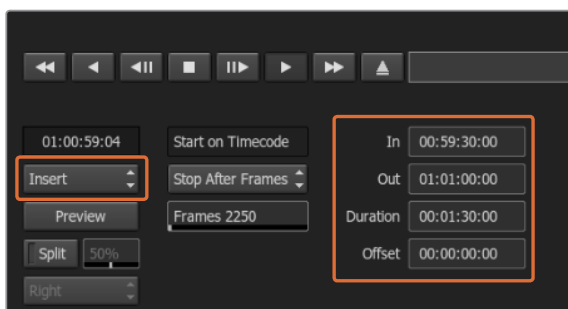 01:00:59:04 Start on Timecode In 00:59:30:00
Insert Stop After Frames Out 01:01:00:00
Preview Frames 2250 Duration 00:01:30:00
Split 50% Offset 00:00:00:00
Right